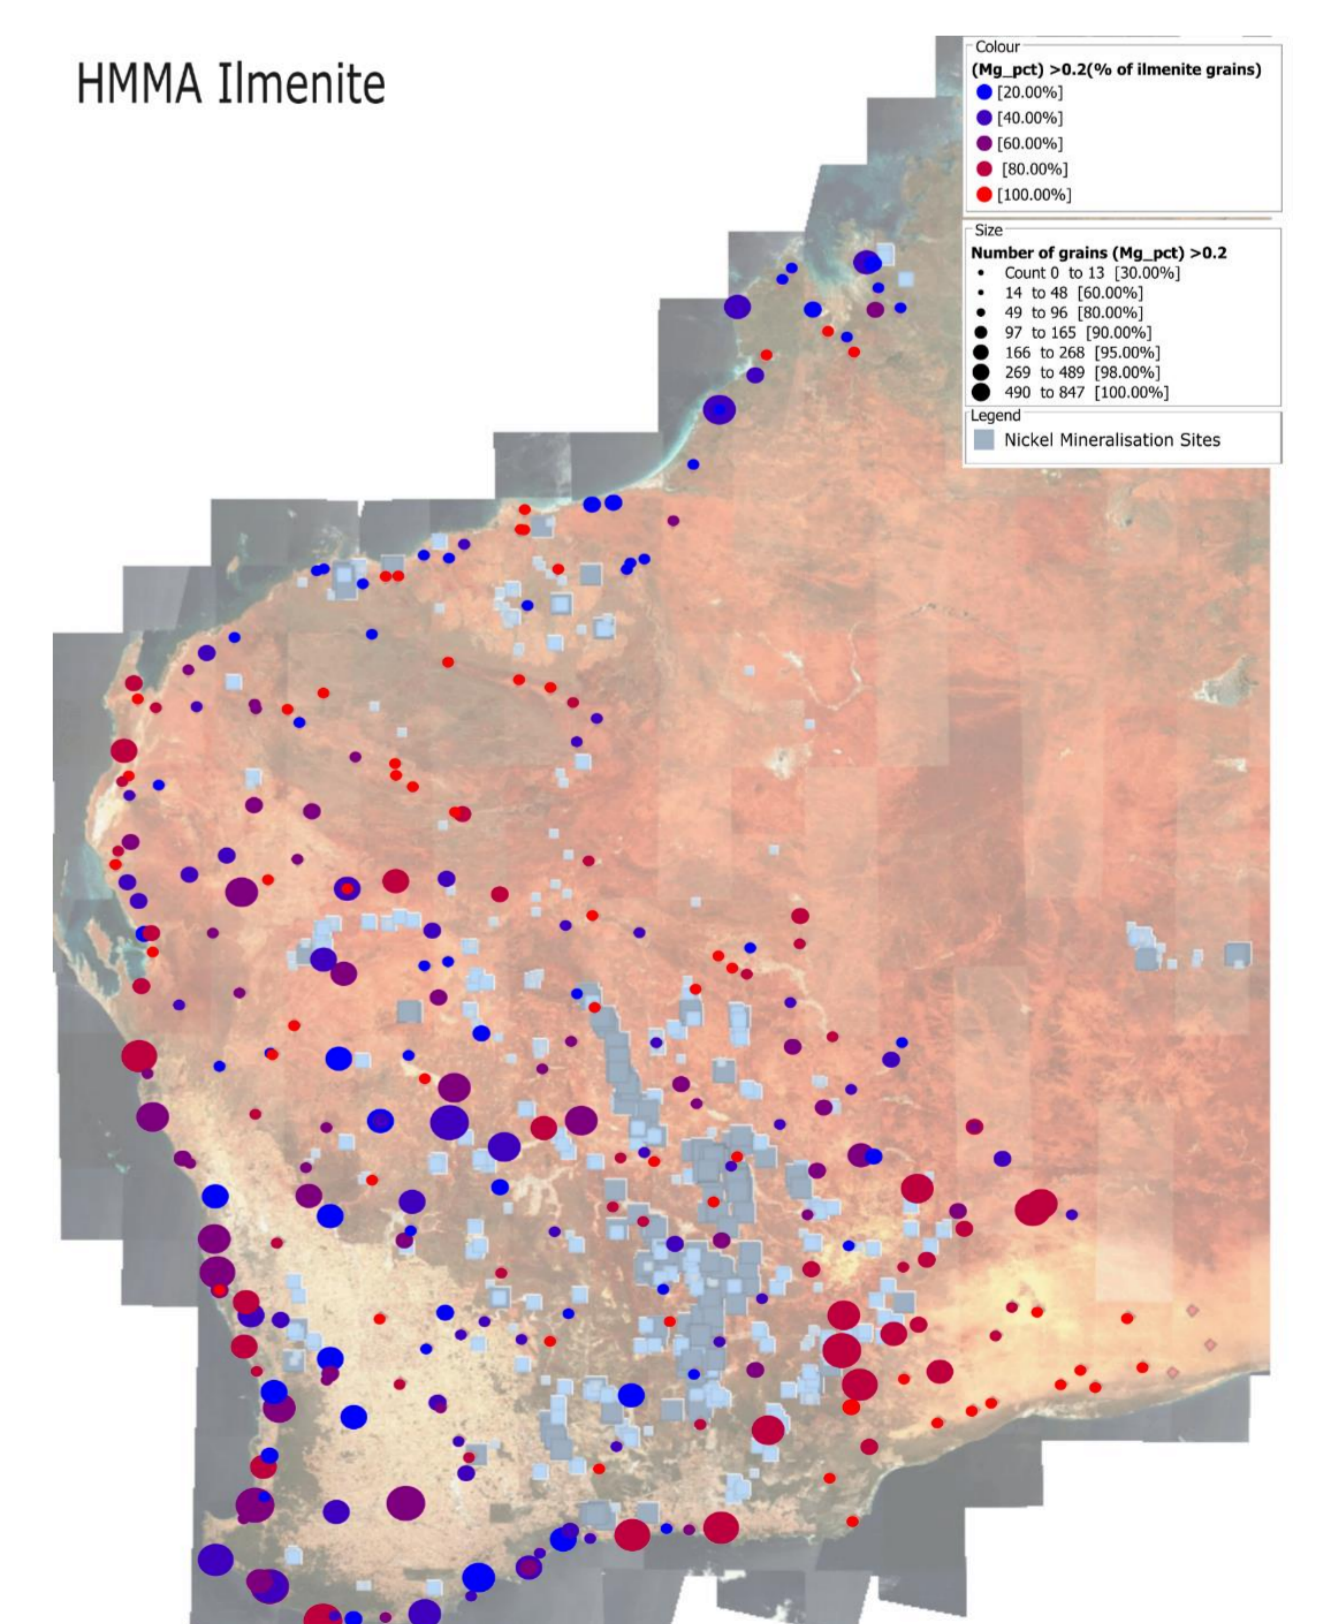 HMMA Ilmenite
Colour
(Mg_pct) >0.2(% of ilmenite grains)
[20.00%]
[40.00%]
[60.00%]
[80.00%]
[100.00%]
Size
Number of grains (Mg_pct) >0.2
Count 0 to 13 [30.00%]
14 to 48 [60.00%]
49 to 96 [80.00%]
97 to 165 [90.00%]
166 to 268 [95.00%]
269 to 489 [98.00%]
490 to 847 [100.00%]
Legend
Nickel Mineralisation Sites